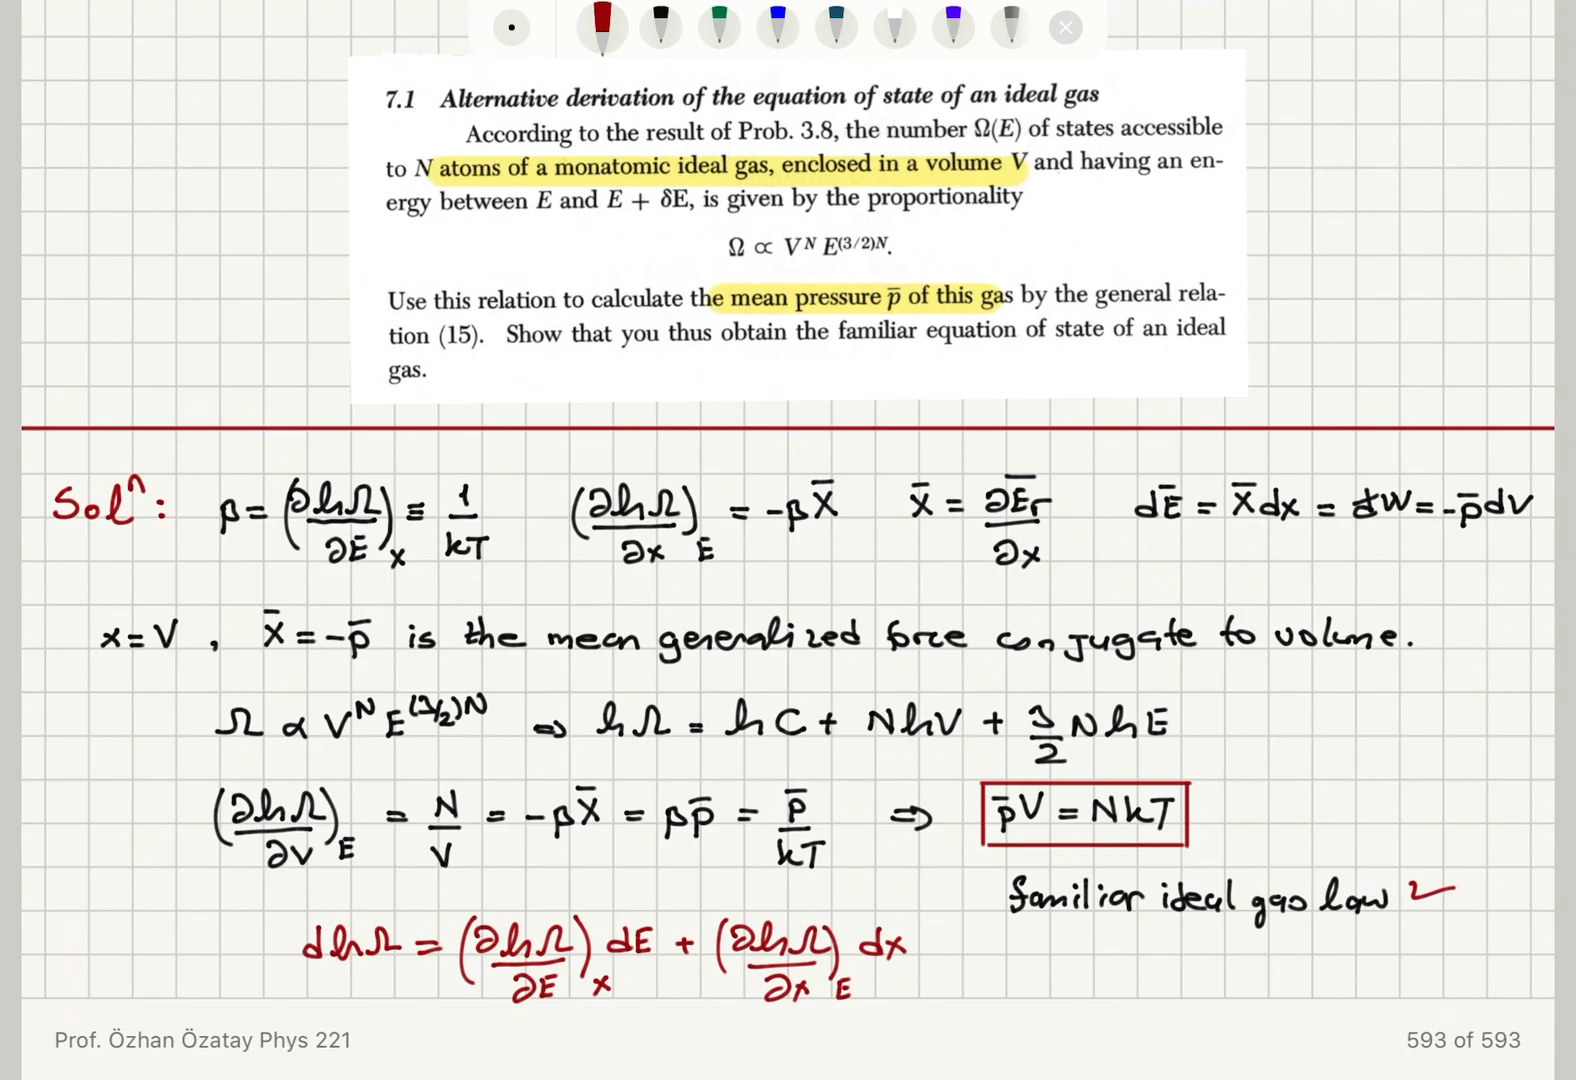 7.1 Alternative derivation of the equation of state of an ideal gas
According to the result of Prob. 3.8, the number Ω(E) of states accessible
to N atoms of a monatomic ideal gas, enclosed in a volume V and having an en-
ergy between E and E + δE, is given by the proportionality
Ω ∝ V^N E^(3/2)N.
Use this relation to calculate the mean pressure p̄ of this gas by the general rela-
tion (15). Show that you thus obtain the familiar equation of state of an ideal
gas.
Solⁿ: β = (∂lnΩ/∂E)_x ≡ 1/kT (∂lnΩ/∂x)_E = -βX̄ X̄ = ∂E̅_r/∂x dĒ = X̄dx = đW = -p̄dV
x = V , X̄ = -p̄ is the mean generalized force conjugate to volume.
Ω ∝ V^N E^(3/2)N ⇒ lnΩ = lnC + NlnV + 3/2 NlnE
(∂lnΩ/∂V)_E = N/V = -βX̄ = βp̄ = p̄/kT ⇒ p̄V = NkT
familiar ideal gas law ✓
dlnΩ = (∂lnΩ/∂E)_x dE + (∂lnΩ/∂x)_E dx
Prof. Özhan Özatay Phys 221
593 of 593